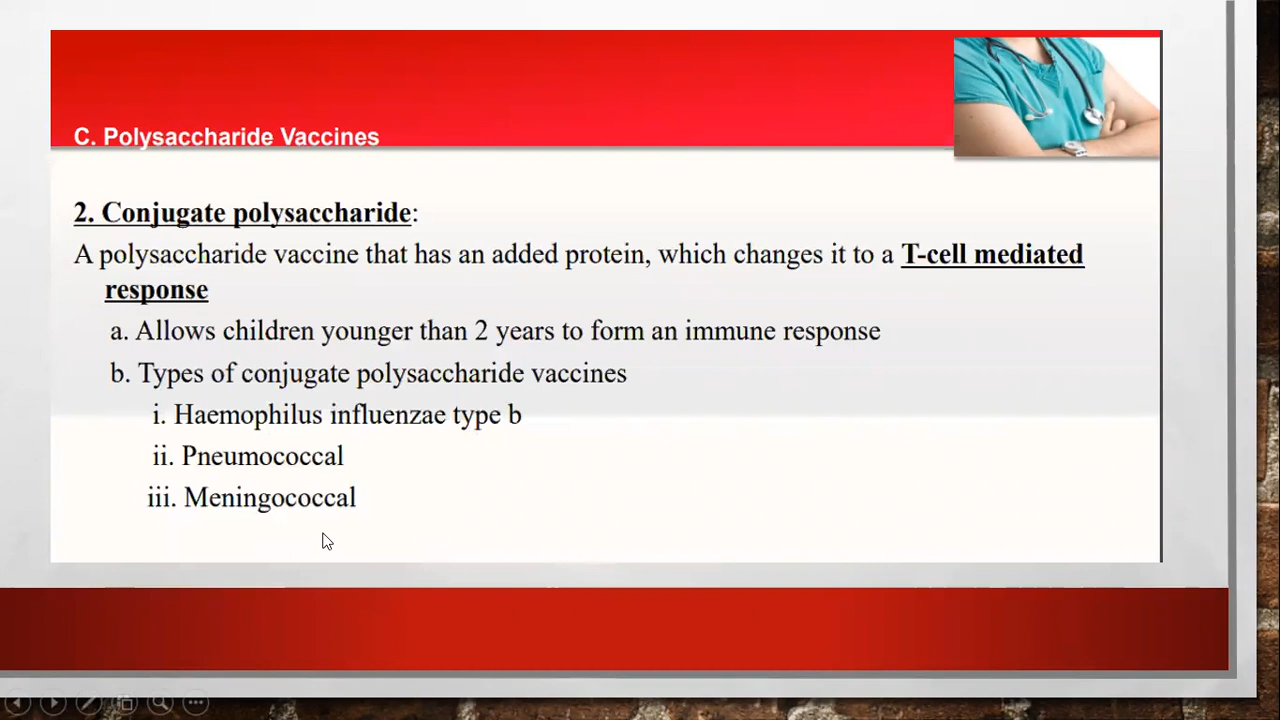 C. Polysaccharide Vaccines
2. Conjugate polysaccharide:
A polysaccharide vaccine that has an added protein, which changes it to a T-cell mediated
response
a. Allows children younger than 2 years to form an immune response
b. Types of conjugate polysaccharide vaccines
i. Haemophilus influenzae type b
ii. Pneumococcal
iii. Meningococcal